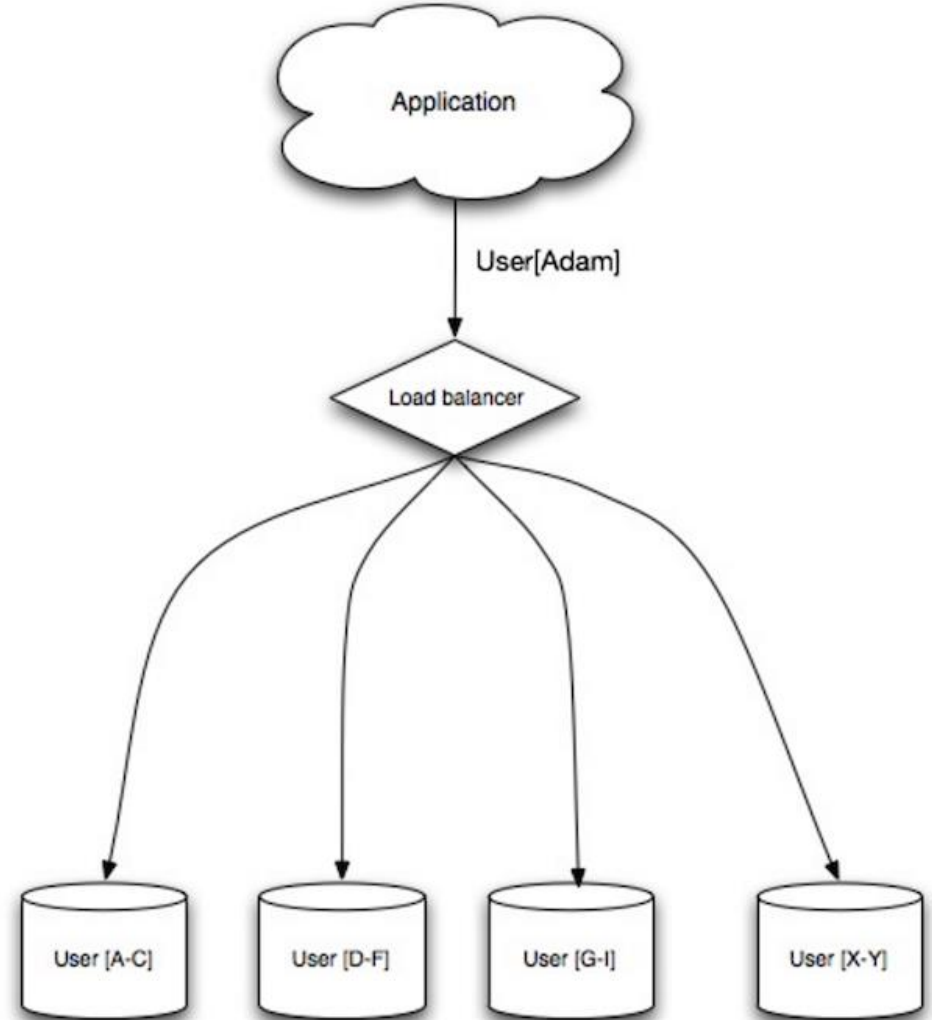 Application
User[Adam]
Load balancer
User [A-C]
User [D-F]
User [G-I]
User [X-Y]